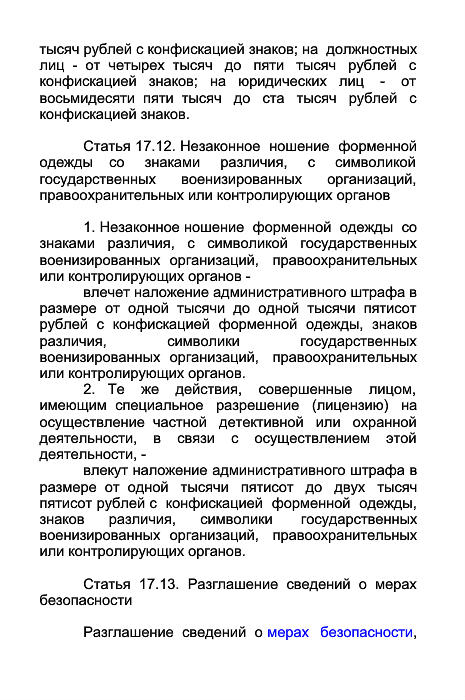 тысяч рублей с конфискацией знаков; на должностных
лиц - от четырех тысяч до пяти тысяч рублей с
конфискацией знаков; на юридических лиц - от
восьмидесяти пяти тысяч до ста тысяч рублей с
конфискацией знаков.
Статья 17.12. Незаконное ношение форменной
одежды со знаками различия, с символикой
государственных военизированных организаций,
правоохранительных или контролирующих органов
1. Незаконное ношение форменной одежды со
знаками различия, с символикой государственных
военизированных организаций, правоохранительных
или контролирующих органов -
влечет наложение административного штрафа в
размере от одной тысячи до одной тысячи пятисот
рублей с конфискацией форменной одежды, знаков
различия, символики государственных
военизированных организаций, правоохранительных
или контролирующих органов.
2. Те же действия, совершенные лицом,
имеющим специальное разрешение (лицензию) на
осуществление частной детективной или охранной
деятельности, в связи с осуществлением этой
деятельности, -
влекут наложение административного штрафа в
размере от одной тысячи пятисот до двух тысяч
пятисот рублей с конфискацией форменной одежды,
знаков различия, символики государственных
военизированных организаций, правоохранительных
или контролирующих органов.
Статья 17.13. Разглашение сведений о мерах
безопасности
Разглашение сведений о мерах безопасности,